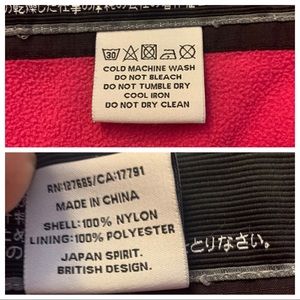 30
COLD MACHINE WASH
DO NOT BLEACH
DO NOT TUMBLE DRY
COOL IRON
DO NOT DRY CLEAN
RN:127685/CA:17791
MADE IN CHINA
SHELL: 100% NYLON
LINING: 100% POLYESTER
JAPAN SPIRIT.
BRITISH DESIGN.
とりなさい。